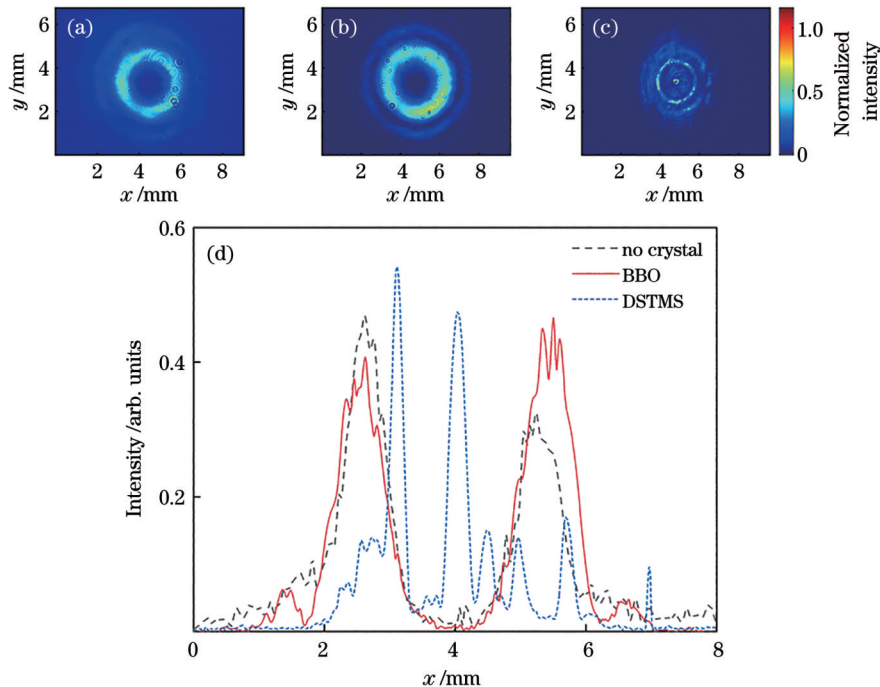 (a)
(b)
(c)
6
4
2
y /mm
2 4 6 8
x /mm
6
4
2
y /mm
2 4 6 8
x /mm
6
4
2
y /mm
2 4 6 8
x /mm
1.0
0.5
0
Normalized
intensity
(d)
no crystal
BBO
DSTMS
0.6
0.4
0.2
Intensity /arb. units
0 2 4 6 8
x /mm